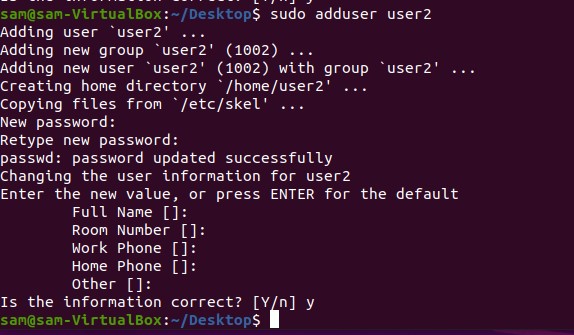 sam@sam-VirtualBox:~/Desktop$ sudo adduser user2
Adding user `user2' ...
Adding new group `user2' (1002) ...
Adding new user `user2' (1002) with group `user2' ...
Creating home directory `/home/user2' ...
Copying files from `/etc/skel' ...
New password:
Retype new password:
passwd: password updated successfully
Changing the user information for user2
Enter the new value, or press ENTER for the default
        Full Name []:
        Room Number []:
        Work Phone []:
        Home Phone []:
        Other []:
Is the information correct? [Y/n] y
sam@sam-VirtualBox:~/Desktop$